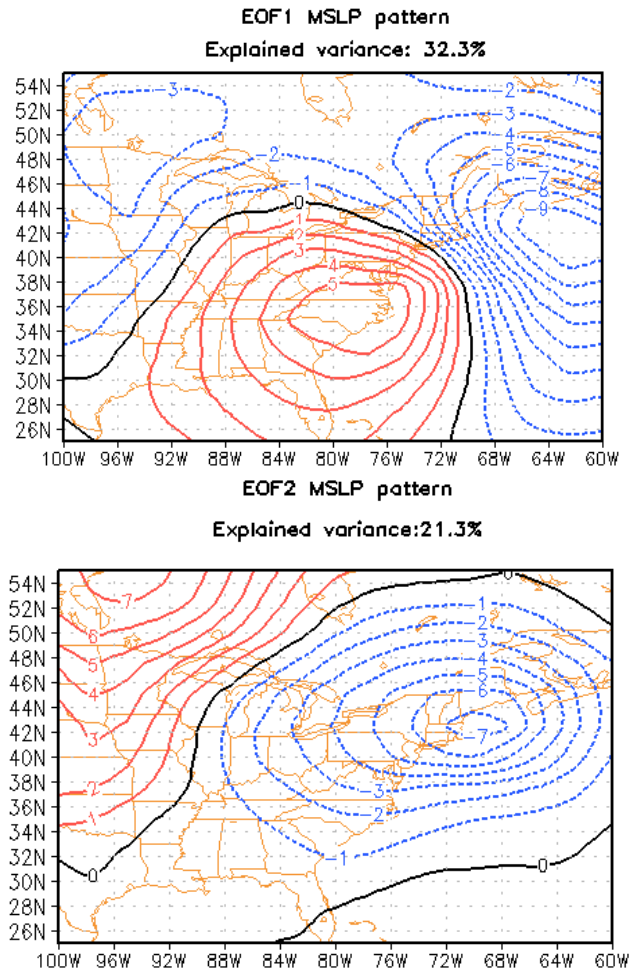 EOF1 MSLP pattern
Explained variance: 32.3%
54N
52N
50N
48N
46N
44N
42N
40N
38N
36N
34N
32N
30N
28N
26N
-3
-2
-1
0
1
2
3
4
5
-2
-3
-4
-5
-6
-7
-8
-9
100W 96W 92W 88W 84W 80W 76W 72W 68W 64W 60W
EOF2 MSLP pattern
Explained variance:21.3%
54N
52N
50N
48N
46N
44N
42N
40N
38N
36N
34N
32N
30N
28N
26N
7
6
5
4
3
2
1
0
0
-1
-2
-3
-4
-5
-6
-7
-3
-2
-1
0
100W 96W 92W 88W 84W 80W 76W 72W 68W 64W 60W